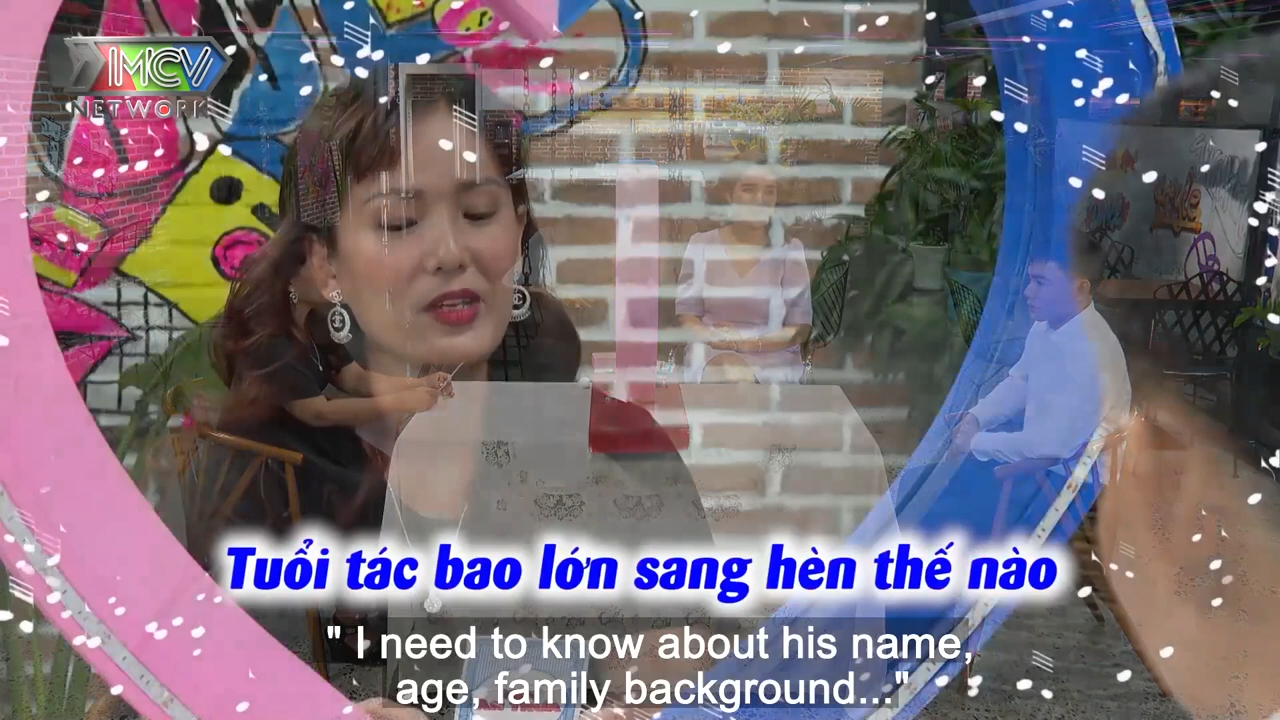 MCV
NETWORK
Tuổi tác bao lớn sang hèn thế nào
" I need to know about his name,
age, family background..."